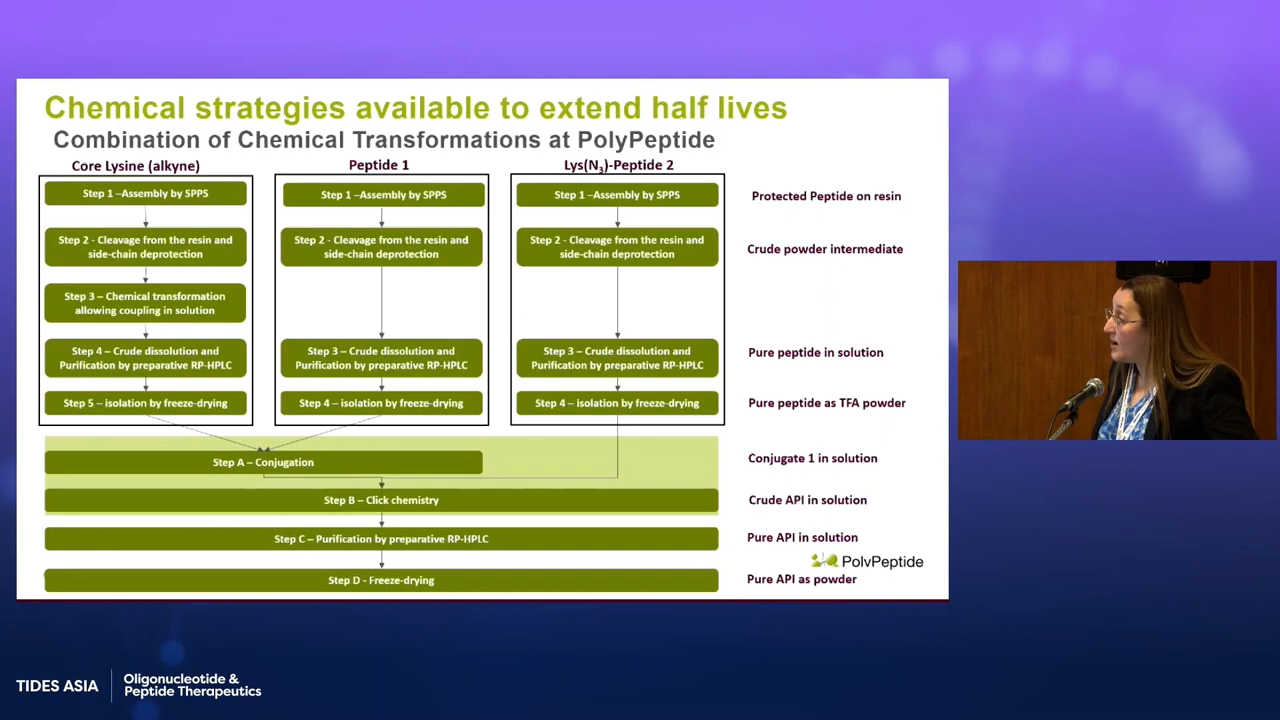 Chemical strategies available to extend half lives
Combination of Chemical Transformations at PolyPeptide
Core Lysine (alkyne)
Step 1 –Assembly by SPPS
Step 2 - Cleavage from the resin and
side-chain deprotection
Step 3 – Chemical transformation
allowing coupling in solution
Step 4 – Crude dissolution and
Purification by preparative RP-HPLC
Step 5 – isolation by freeze-drying
Peptide 1
Step 1 –Assembly by SPPS
Step 2 - Cleavage from the resin and
side-chain deprotection
Step 3 – Crude dissolution and
Purification by preparative RP-HPLC
Step 4 – isolation by freeze-drying
Lys(N3)-Peptide 2
Step 1 –Assembly by SPPS
Step 2 - Cleavage from the resin and
side-chain deprotection
Step 3 – Crude dissolution and
Purification by preparative RP-HPLC
Step 4 – isolation by freeze-drying
Protected Peptide on resin
Crude powder intermediate
Pure peptide in solution
Pure peptide as TFA powder
Step A – Conjugation
Conjugate 1 in solution
Step B – Click chemistry
Crude API in solution
Step C – Purification by preparative RP-HPLC
Pure API in solution
PolyPeptide
Step D - Freeze-drying
Pure API as powder
TIDES ASIA
Oligonucleotide &
Peptide Therapeutics